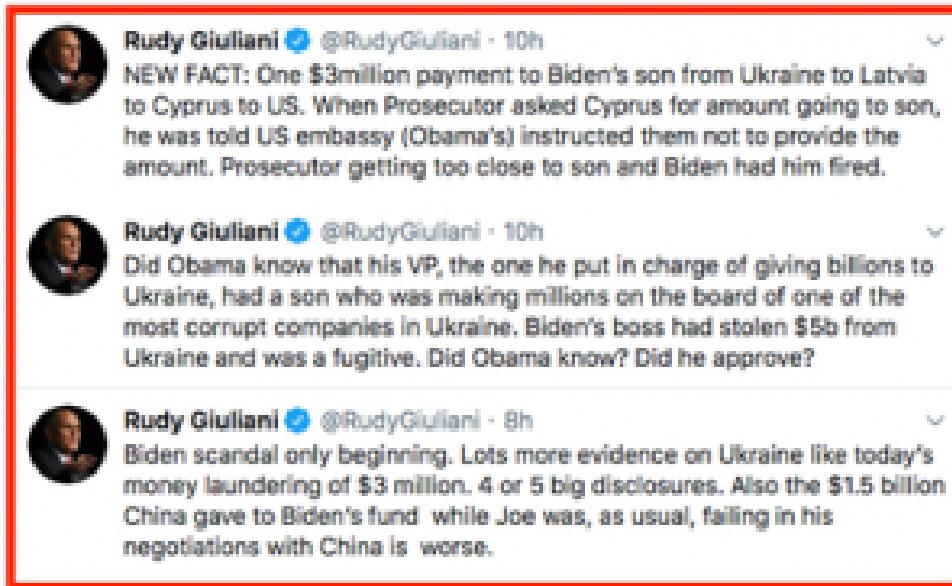 Rudy Giuliani @RudyGiuliani · 10h
NEW FACT: One $3million payment to Biden's son from Ukraine to Latvia
to Cyprus to US. When Prosecutor asked Cyprus for amount going to son,
he was told US embassy (Obama's) instructed them not to provide the
amount. Prosecutor getting too close to son and Biden had him fired.
Rudy Giuliani @RudyGiuliani · 10h
Did Obama know that his VP, the one he put in charge of giving billions to
Ukraine, had a son who was making millions on the board of one of the
most corrupt companies in Ukraine. Biden's boss had stolen $5b from
Ukraine and was a fugitive. Did Obama know? Did he approve?
Rudy Giuliani @RudyGiuliani · 8h
Biden scandal only beginning. Lots more evidence on Ukraine like today's
money laundering of $3 million. 4 or 5 big disclosures. Also the $1.5 billion
China gave to Biden's fund while Joe was, as usual, failing in his
negotiations with China is worse.